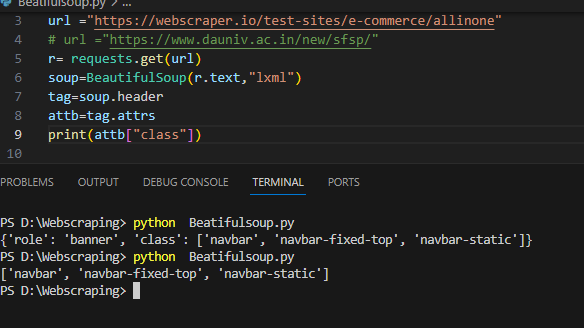 Beatifulsoup.py > ...
3 url ="https://webscraper.io/test-sites/e-commerce/allinone"
4 # url ="https://www.dauniv.ac.in/new/sfsp/"
5 r= requests.get(url)
6 soup=BeautifulSoup(r.text,"lxml")
7 tag=soup.header
8 attb=tag.attrs
9 print(attb["class"])
10
PROBLEMS OUTPUT DEBUG CONSOLE TERMINAL PORTS
PS D:\Webscraping> python  Beatifulsoup.py
{'role': 'banner', 'class': ['navbar', 'navbar-fixed-top', 'navbar-static']}
PS D:\Webscraping> python  Beatifulsoup.py
['navbar', 'navbar-fixed-top', 'navbar-static']
PS D:\Webscraping>